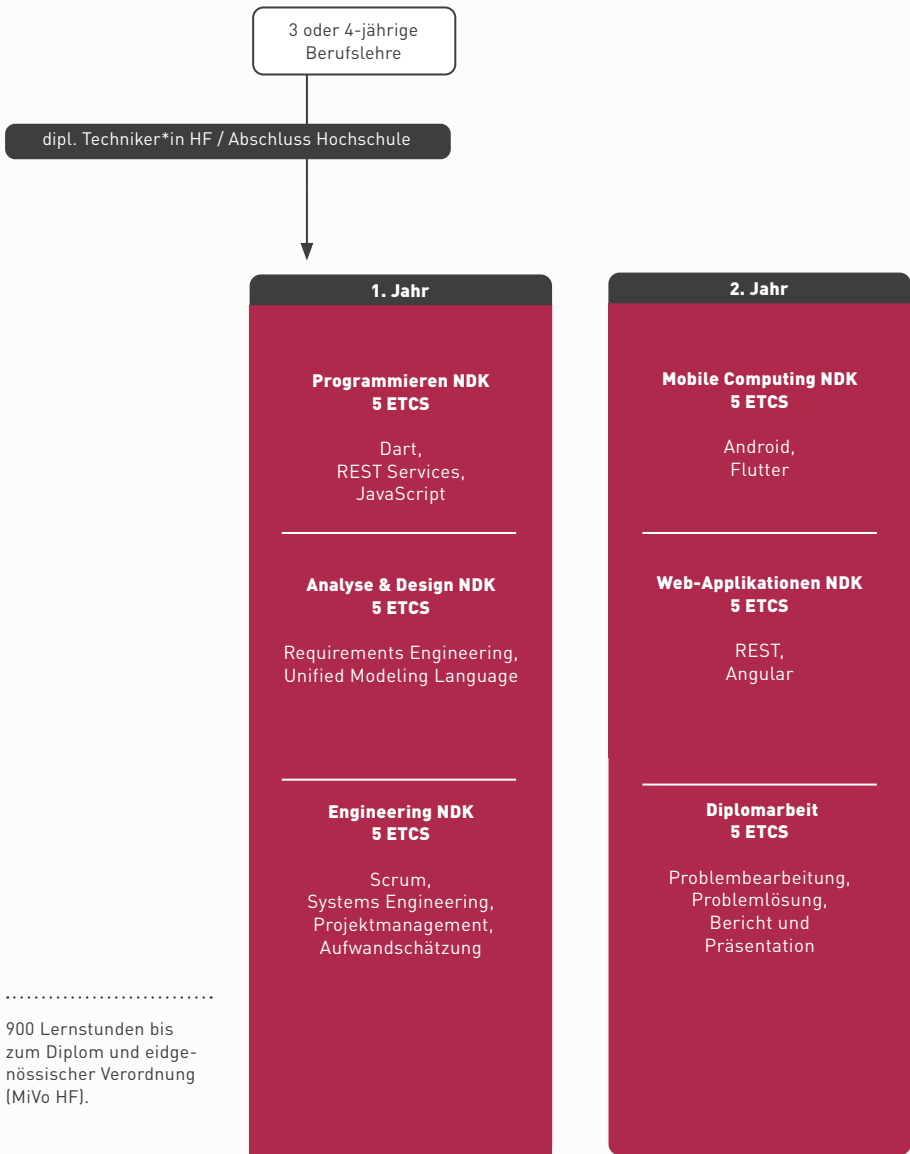 3 oder 4-jährige
Berufslehre
dipl. Techniker*in HF / Abschluss Hochschule
1. Jahr
Programmieren NDK
5 ETCS
Dart,
REST Services,
JavaScript
Analyse & Design NDK
5 ETCS
Requirements Engineering,
Unified Modeling Language
Engineering NDK
5 ETCS
Scrum,
Systems Engineering,
Projektmanagement,
Aufwandschätzung
2. Jahr
Mobile Computing NDK
5 ETCS
Android,
Flutter
Web-Applikationen NDK
5 ETCS
REST,
Angular
Diplomarbeit
5 ETCS
Problembearbeitung,
Problemlösung,
Bericht und
Präsentation
900 Lernstunden bis
zum Diplom und eidge-
nössischer Verordnung
(MiVo HF).